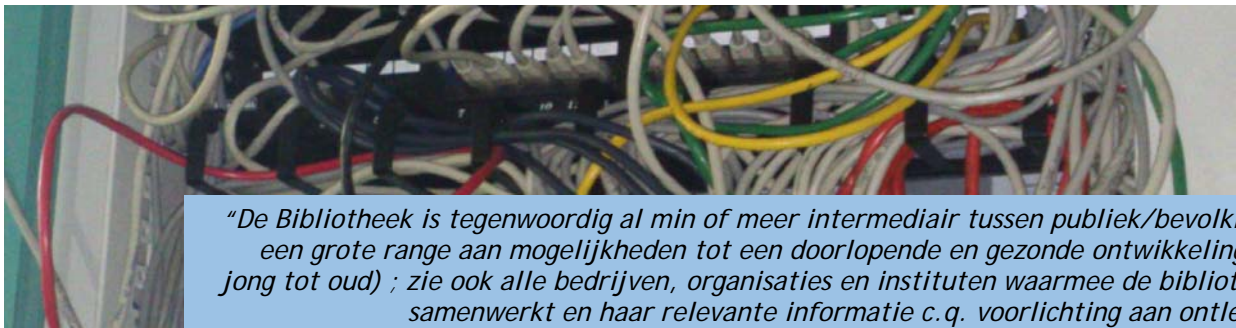 “De Bibliotheek is tegenwoordig al min of meer intermediair tussen
een grote range aan mogelijkheden tot een doorlopende en gezonde
jong tot oud) ; zie ook alle bedrijven, organisaties en instituten waarmee de
samenwerkt en haar relevante informatie c.q. voorlichting aan